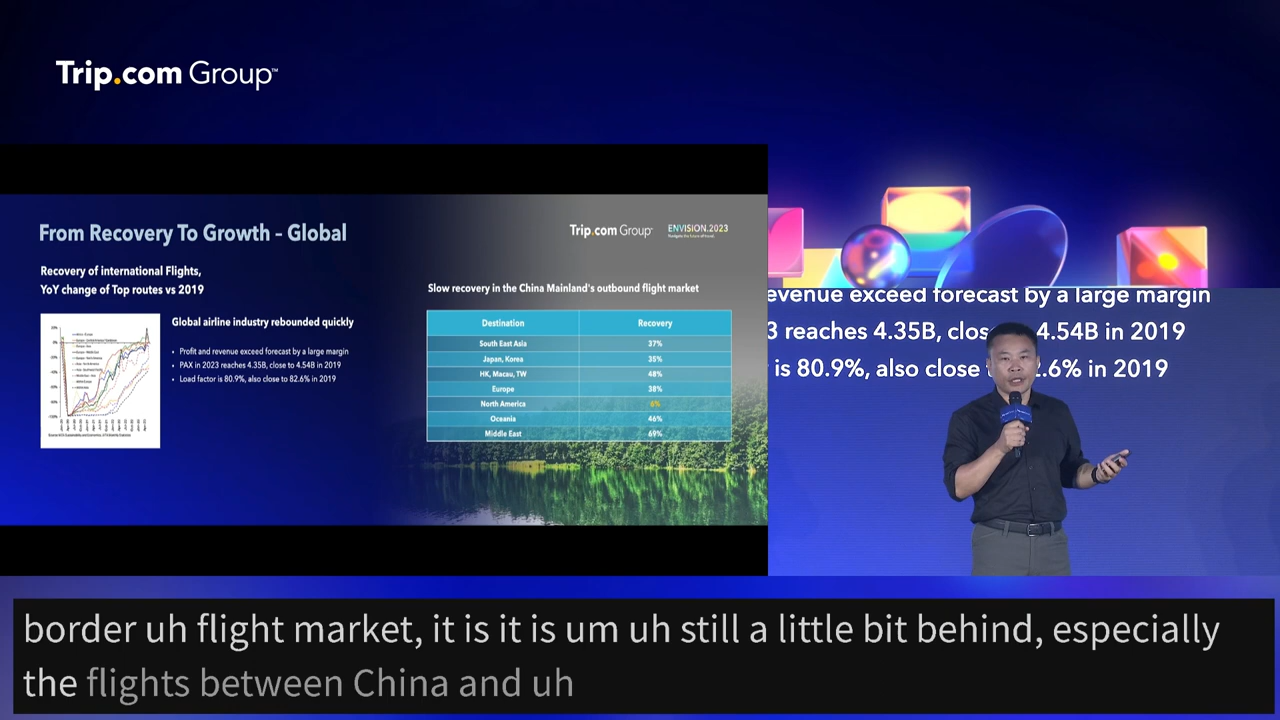 Trip.com Group™
From Recovery To Growth - Global
Trip.com Group
ENVISION.2023
Recovery of international Flights,
YoY change of Top routes vs 2019
Slow recovery in the China Mainland's outbound flight market
Global airline industry rebounded quickly
• Profit and revenue exceed forecast by a large margin
• PAX in 2023 reaches 4.35B, close to 4.54B in 2019
• Load factor is 80.9%, also close to 82.6% in 2019
Destination Recovery
South East Asia 37%
Japan, Korea 35%
HK, Macau, TW 48%
Europe 38%
North America 6%
Oceania 46%
Middle East 69%
evenue exceed forecast by a large margin
3 reaches 4.35B, clos 4.54B in 2019
is 80.9%, also close 2.6% in 2019
border uh flight market, it is it is um uh still a little bit behind, especially
the flights between China and uh